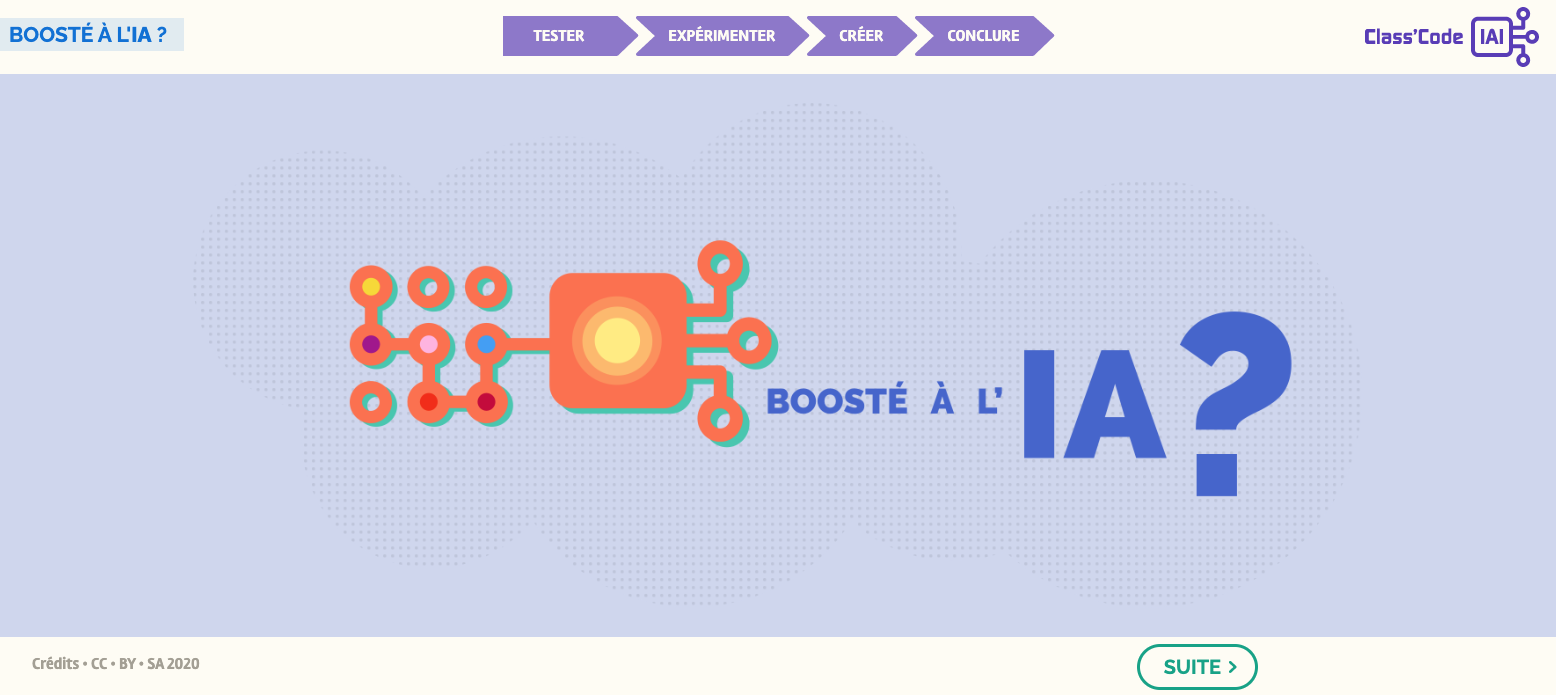 BOOSTÉ À L'IA ?
TESTER
EXPÉRIMENTER
CRÉER
CONCLURE
Class'Code IAI
BOOSTÉ À L’ IA?
Crédits • CC • BY • SA 2020
SUITE >